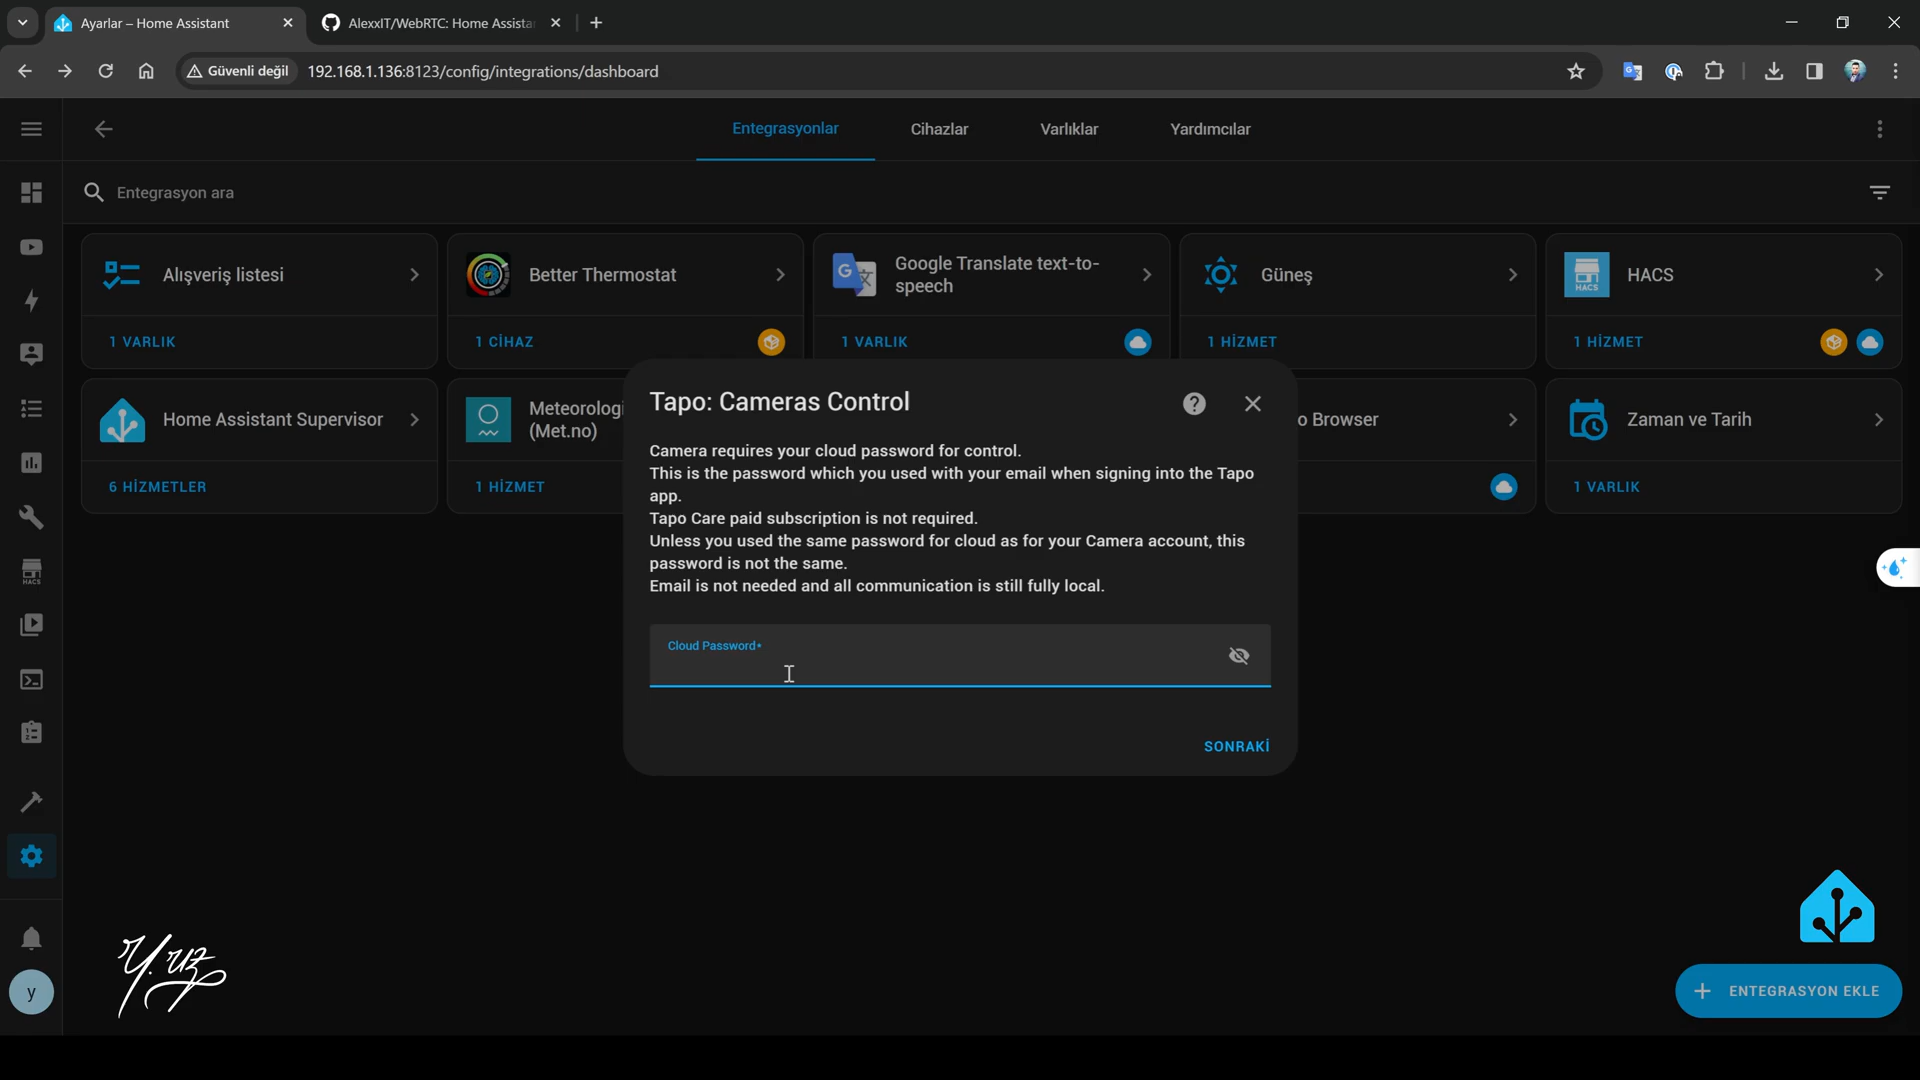 Ayarlar – Home Assistant
AlexxIT/WebRTC: Home Assista
Güvenli değil
192.168.1.136:8123/config/integrations/dashboard
Entegrasyonlar
Cihazlar
Varlıklar
Yardımcılar
Entegrasyon ara
Alışveriş listesi
Better Thermostat
Google Translate text-to-
speech
Güneş
HACS
HACS
1 VARLIK
1 CİHAZ
1 VARLIK
1 HİZMET
1 HİZMET
Home Assistant Supervisor
Meteorologi
(Met.no)
o Browser
Zaman ve Tarih
6 HİZMETLER
1 HİZMET
1 VARLIK
Tapo: Cameras Control
Camera requires your cloud password for control.
This is the password which you used with your email when signing into the Tapo
app.
Tapo Care paid subscription is not required.
Unless you used the same password for cloud as for your Camera account, this
password is not the same.
Email is not needed and all communication is still fully local.
Cloud Password*
SONRAKİ
HACS
y
Y.uz
ENTEGRASYON EKLE